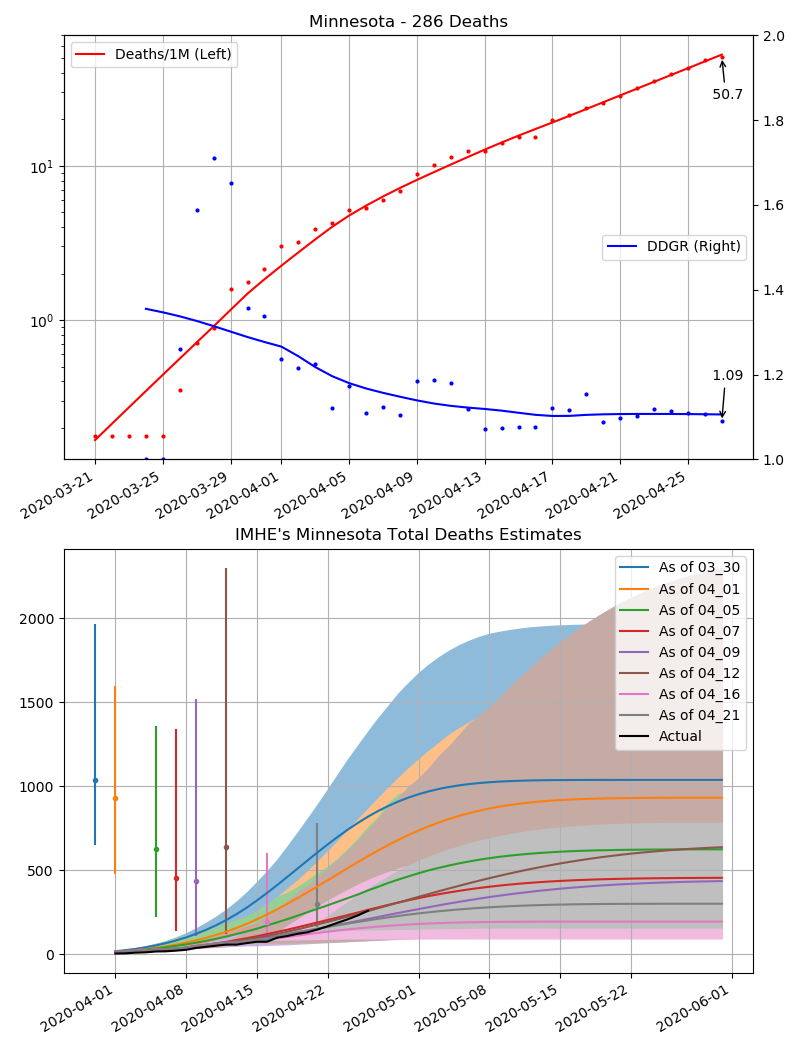 Minnesota - 286 Deaths
Deaths/1M (Left)
DDGR (Right)
50.7
1.09
10¹
10⁰
2.0
1.8
1.6
1.4
1.2
1.0
2020-03-21
2020-03-25
2020-03-29
2020-04-01
2020-04-05
2020-04-09
2020-04-13
2020-04-17
2020-04-21
2020-04-25
IMHE's Minnesota Total Deaths Estimates
2000
1500
1000
500
0
As of 03_30
As of 04_01
As of 04_05
As of 04_07
As of 04_09
As of 04_12
As of 04_16
As of 04_21
Actual
2020-04-01
2020-04-08
2020-04-15
2020-04-22
2020-05-01
2020-05-08
2020-05-15
2020-05-22
2020-06-01